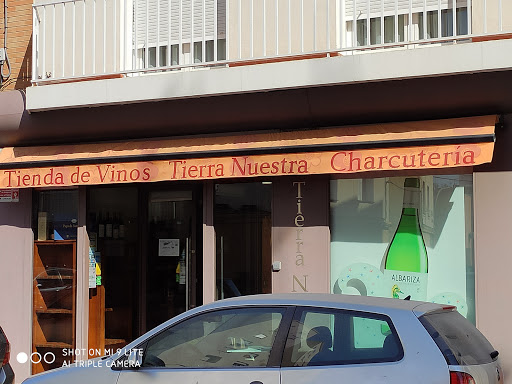 Tienda de Vinos Tierra Nuestra Charcutería
Tierra N
ALBARIZA
SHOT ON MI 9 LITE
AI TRIPLE CAMERA